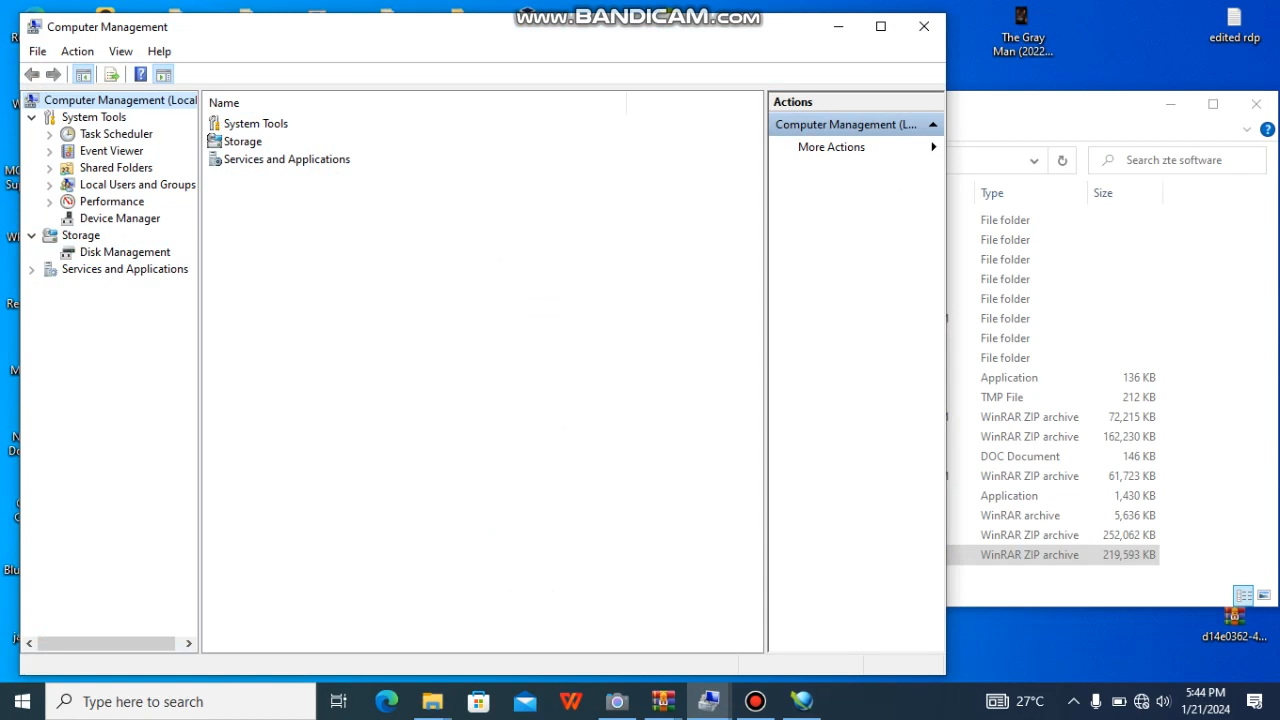 www.BANDICAM.com
Computer Management
File Action View Help
Computer Management (Local
System Tools
Task Scheduler
Event Viewer
Shared Folders
Local Users and Groups
Performance
Device Manager
Storage
Disk Management
Services and Applications
Name
System Tools
Storage
Services and Applications
Actions
Computer Management (L...
More Actions
The Gray
Man (2022...
edited rdp
Search zte software
Type Size
File folder
File folder
File folder
File folder
File folder
File folder
File folder
File folder
Application 136 KB
TMP File 212 KB
WinRAR ZIP archive 72,215 KB
WinRAR ZIP archive 162,230 KB
DOC Document 146 KB
WinRAR ZIP archive 61,723 KB
Application 1,430 KB
WinRAR archive 5,636 KB
WinRAR ZIP archive 252,062 KB
WinRAR ZIP archive 219,593 KB
d14e0362-4...
Type here to search
27°C
5:44 PM
1/21/2024